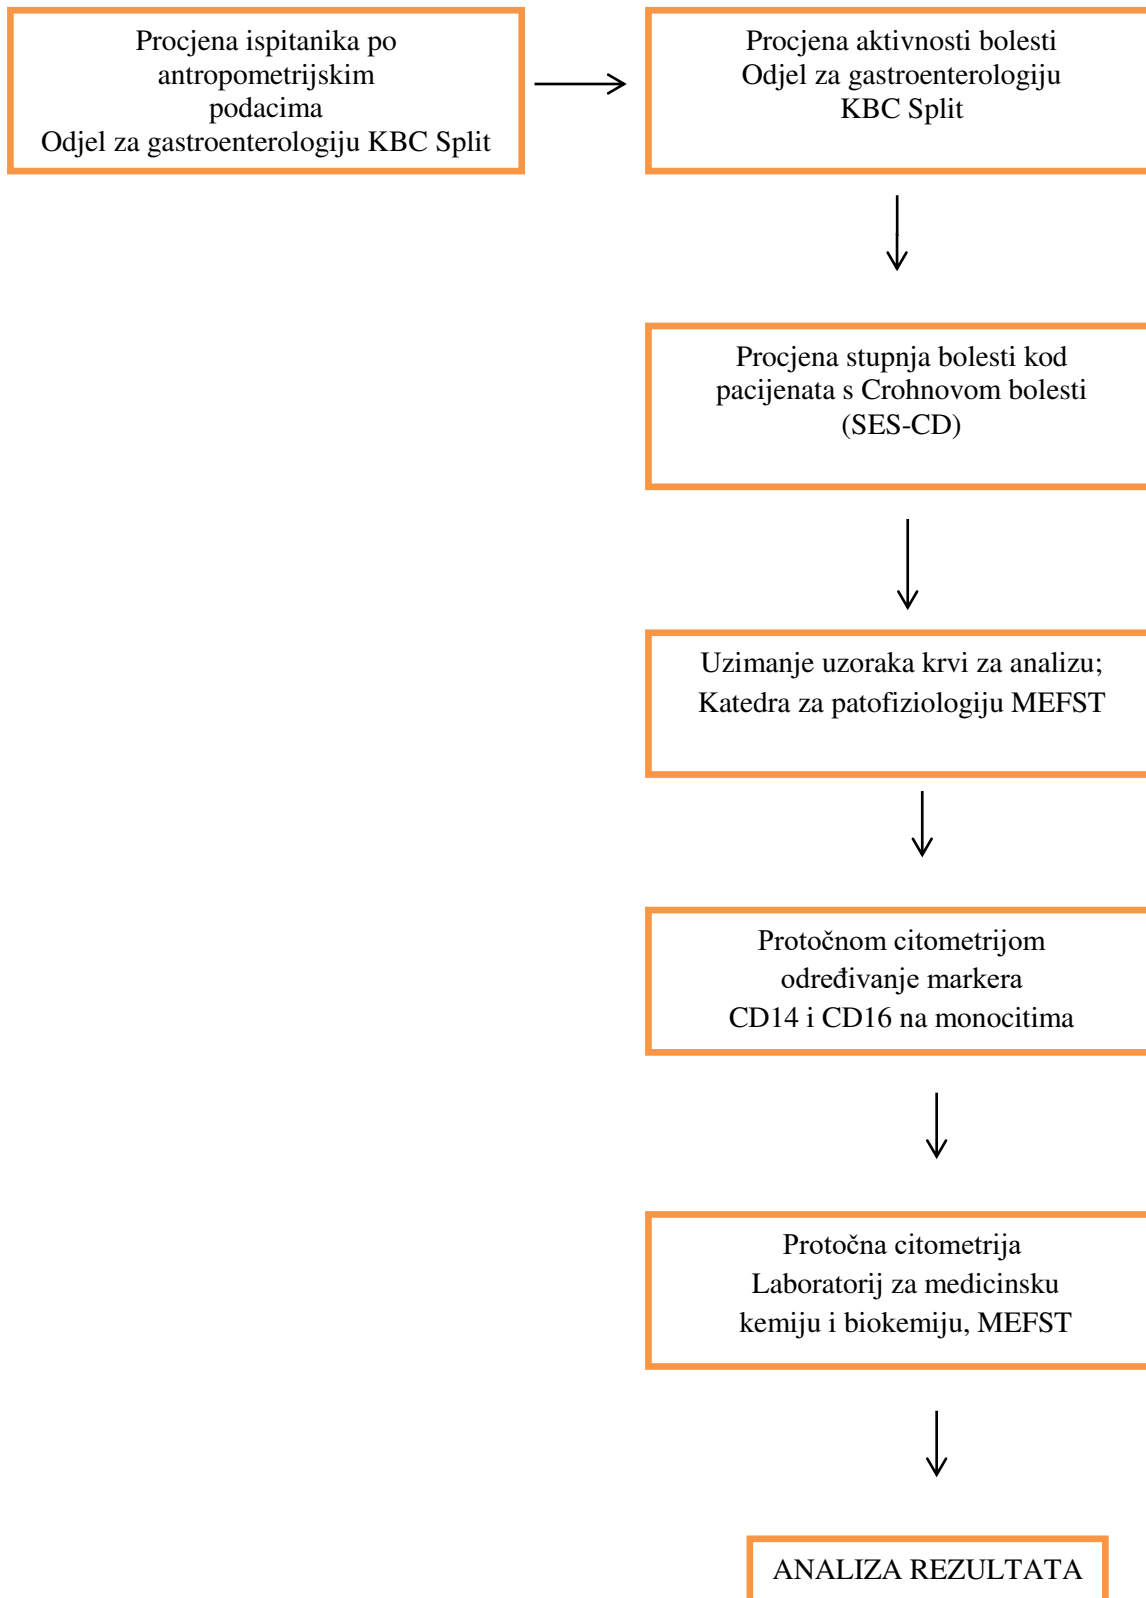 Procjena ispitanika po
antropometrijskim
podacima
Odjel za gastroenterologiju KBC Split
Procjena aktivnosti bolesti
Odjel za gastroenterologiju
KBC Split
Procjena stupnja bolesti kod
pacijenata s Crohnovom bolesti
(SES-CD)
Uzimanje uzoraka krvi za analizu;
Katedra za patofiziologiju MEFST
Protočnom citometrijom
određivanje markera
CD14 i CD16 na monocitima
Protočna citometrija
Laboratorij za medicinsku
kemiju i biokemiju, MEFST
ANALIZA REZULTATA